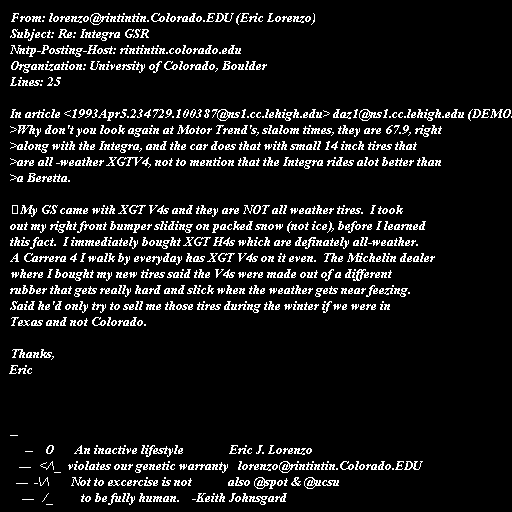 From: lorenzo@rintintin.Colorado.EDU (Eric Lorenzo)
Subject: Re: Integra GSR
Nntp-Posting-Host: rintintin.colorado.edu
Organization: University of Colorado, Boulder
Lines: 25

In article <1993Apr5.234729.100387@ns1.cc.lehigh.edu> daz1@ns1.cc.lehigh.edu (DEMO
>Why don't you look again at Motor Trend's, slalom times, they are 67.9, right
>along with the Integra, and the car does that with small 14 inch tires that
>are all -weather XGTV4, not to mention that the Integra rides alot better than
>a Beretta.

My GS came with XGT V4s and they are NOT all weather tires.  I took
out my right front bumper sliding on packed snow (not ice), before I learned
this fact.  I immediately bought XGT H4s which are definately all-weather.
A Carrera 4 I walk by everyday has XGT V4s on it even.  The Michelin dealer
where I bought my new tires said the V4s were made out of a different
rubber that gets really hard and slick when the weather gets near feezing.
Said he'd only try to sell me those tires during the winter if we were in
Texas and not Colorado.

Thanks,
Eric

_
-- O An inactive lifestyle Eric J. Lorenzo
--- </\_ violates our genetic warranty lorenzo@rintintin.Colorado.EDU
--- -\/\ Not to excercise is not also @spot & @ucsu
--- /_ to be fully human. -Keith Johnsgard